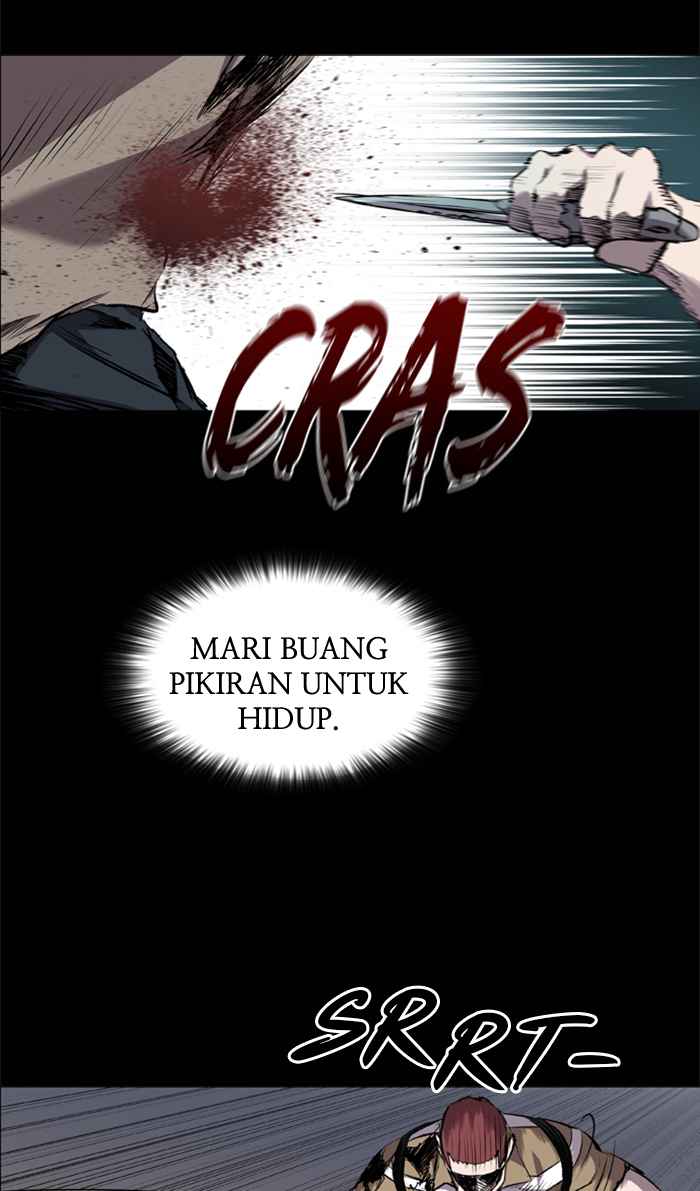 CRAS
MARI BUANG
PIKIRAN UNTUK
HIDUP.
SRRT-